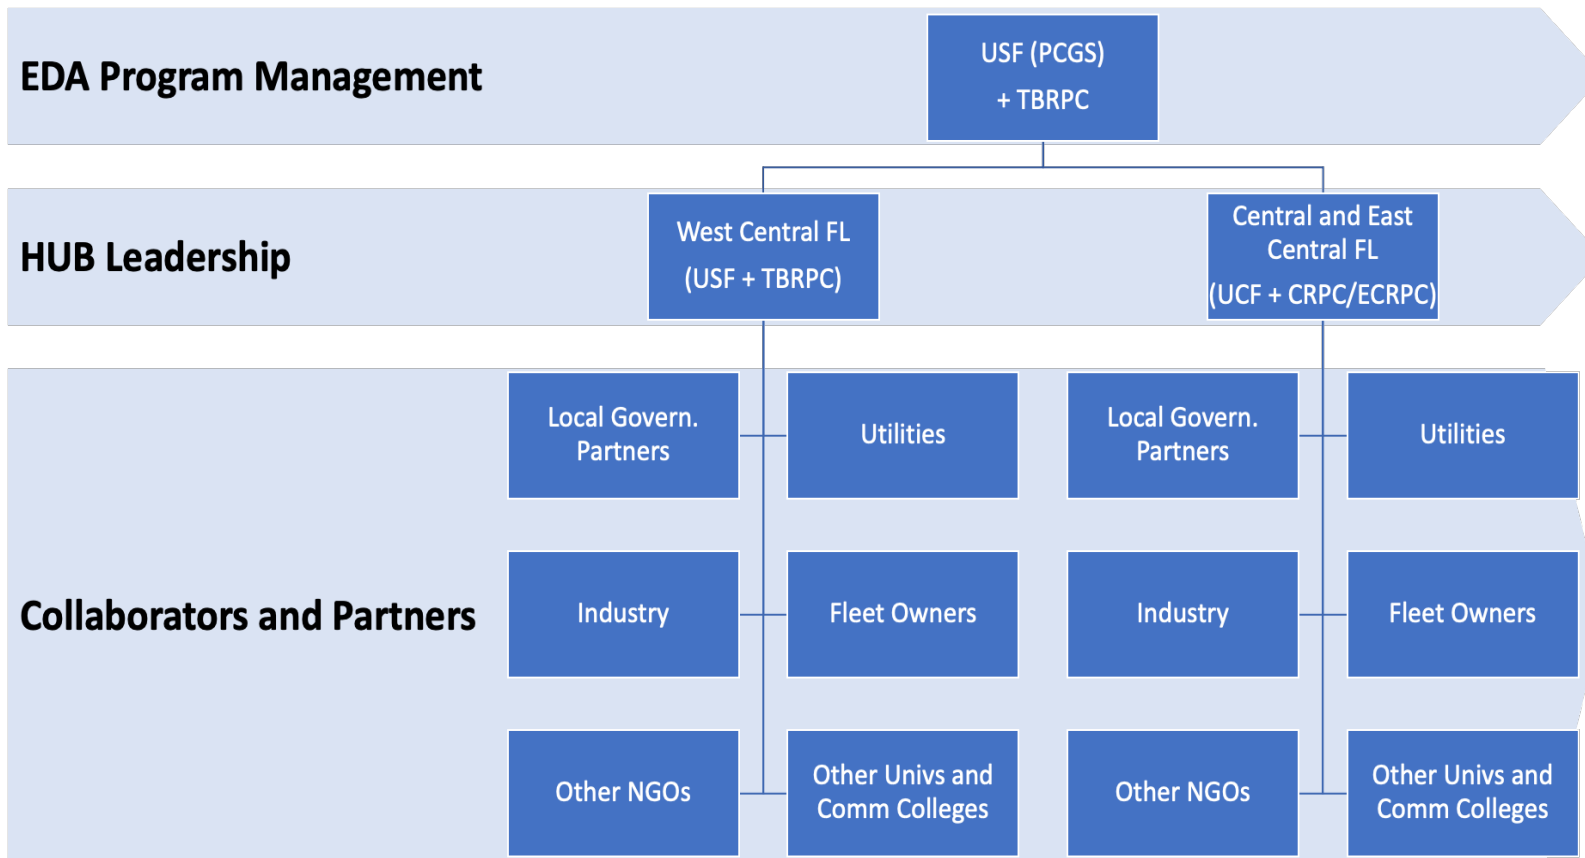 EDA Program Management
USF (PCGS)
+ TBRPC
HUB Leadership
West Central FL
(USF + TBRPC)
Central and East
Central FL
(UCF + CRPC/ECRPC)
Collaborators and Partners
Local Govern.
Partners
Utilities
Local Govern.
Partners
Utilities
Industry
Fleet Owners
Industry
Fleet Owners
Other NGOs
Other Univs and
Comm Colleges
Other NGOs
Other Univs and
Comm Colleges